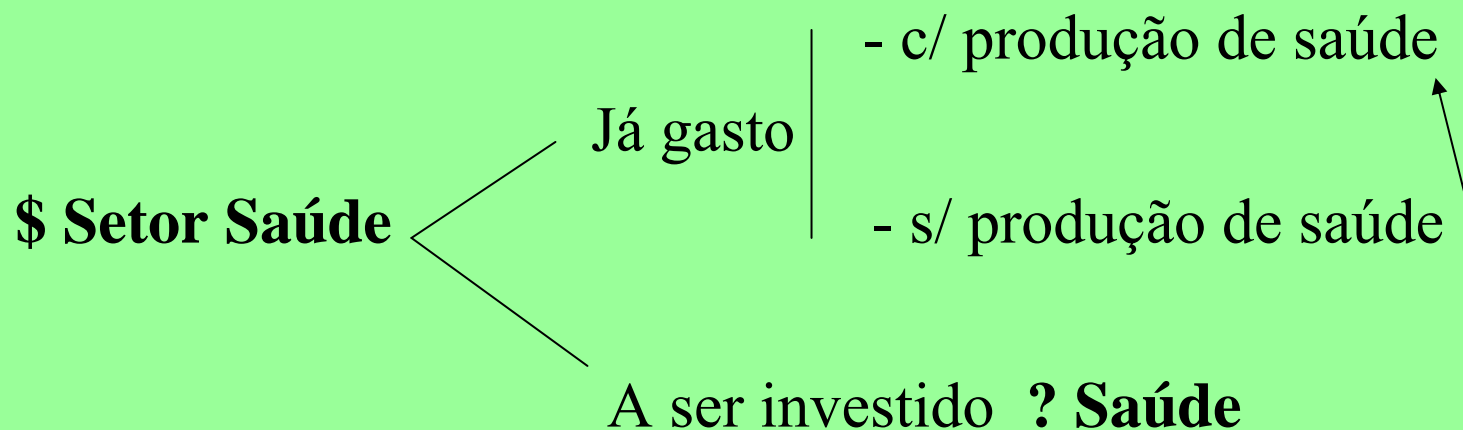 - c/ produção de saúde
Já gasto
$ Setor Saúde
- s/ produção de saúde
A ser investido ? Saúde